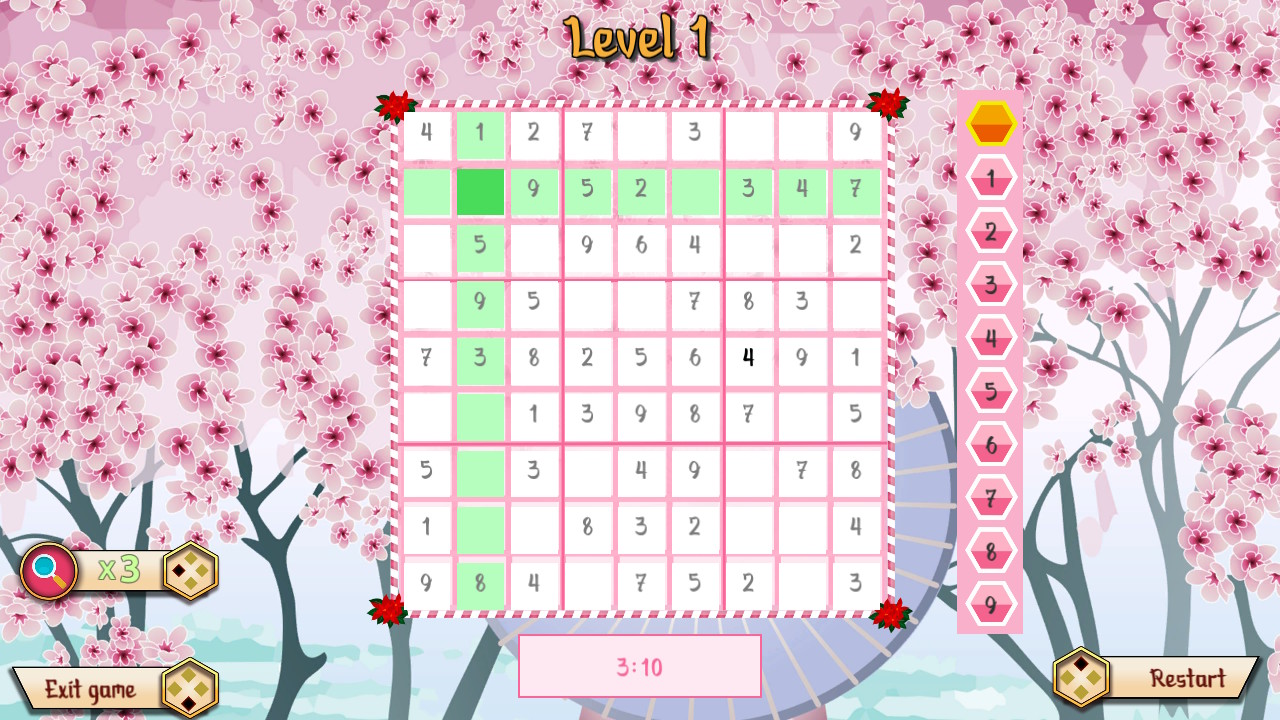 Level 1
4 1 2 7 3 9
9 5 2 3 4 7
5 9 6 4 2
9 5 7 8 3
7 3 8 2 5 6 4 9 1
1 3 9 8 7 5
5 3 4 9 7 8
1 8 3 2 4
9 8 4 7 5 2 3
1
2
3
4
5
6
7
8
9
x3
3:10
Exit game
Restart